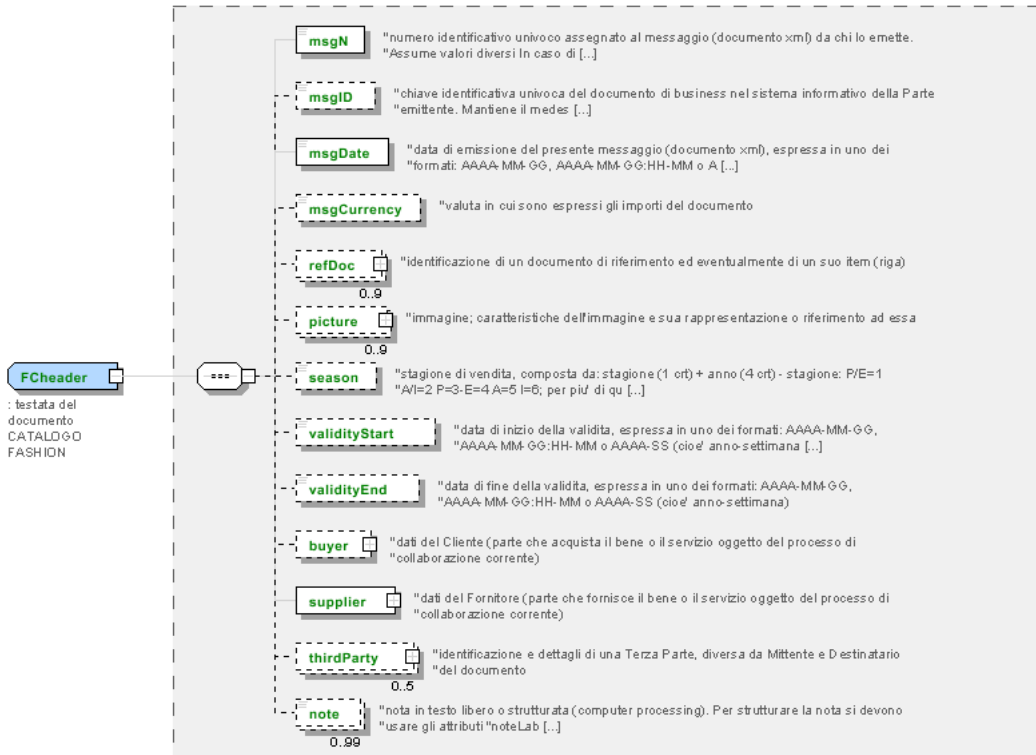 msgN
"numero identificativo univoco assegnato al messaggio (documento xml) da chi lo emette.
"Assume valori diversi In caso di [...]
msgID
"chiave identificativa univoca del documento di business nel sistema informativo della Parte
"emittente. Mantiene il medes [...]
msgDate
"data di emissione del presente messaggio (documento xml), espressa in uno dei
"formati: AAAA-MM-GG, AAAA-MM-GG:HH-MM o A [...]
msgCurrency
"valuta in cui sono espressi gli importi del documento
refDoc
"identificazione di un documento di riferimento ed eventualmente di un suo item (riga)
0..9
picture
"immagine; caratteristiche dell'immagine e sua rappresentazione o riferimento ad essa
0..9
FCheader
: testata del
documento
CATALOGO
FASHION
season
"stagione di vendita, composta da: stagione (1 crt) + anno (4 crt) - stagione: P/E=1
"A/I=2 P=3-E=4 A=5 I=6; per piu' di qu [...]
validityStart
"data di inizio della validita, espressa in uno dei formati: AAAA-MM-GG,
"AAAA-MM-GG:HH-MM o AAAA-SS (cioe' anno-settimana [...]
validityEnd
"data di fine della validita, espressa in uno dei formati: AAAA-MM-GG,
"AAAA-MM-GG:HH-MM o AAAA-SS (cioe' anno-settimana)
buyer
"dati del Cliente (parte che acquista il bene o il servizio oggetto del processo di
"collaborazione corrente)
supplier
"dati del Fornitore (parte che fornisce il bene o il servizio oggetto del processo di
"collaborazione corrente)
thirdParty
"identificazione e dettagli di una Terza Parte, diversa da Mittente e Destinatario
"del documento
0..5
note
"nota in testo libero o strutturata (computer processing). Per strutturare la nota si devono
"usare gli attributi "noteLab [...]
0..99